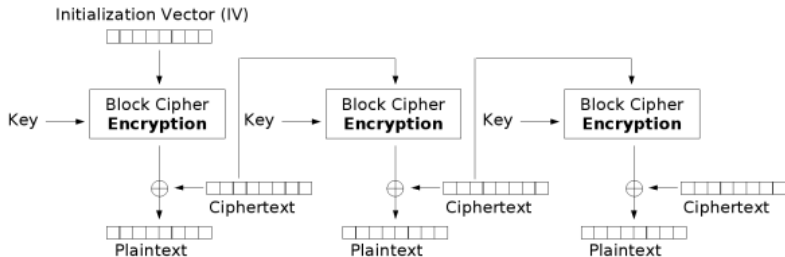 Initialization Vector (IV)
Key
Block Cipher
Encryption
Key
Block Cipher
Encryption
Key
Block Cipher
Encryption
Ciphertext
Ciphertext
Ciphertext
Plaintext
Plaintext
Plaintext